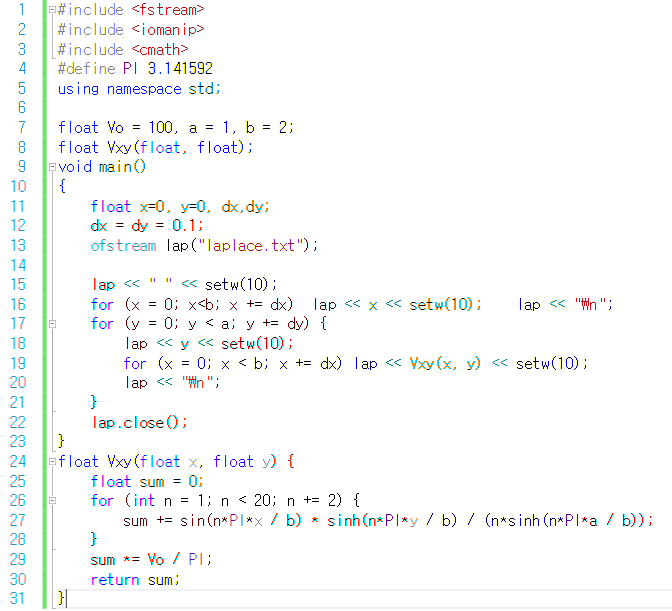 1 #include <fstream>
2 #include <iomanip>
3 #include <cmath>
4 #define PI 3.141592
5 using namespace std;
6
7 float Vo = 100, a = 1, b = 2;
8 float Vxy(float, float);
9 void main()
10 {
11 float x=0, y=0, dx,dy;
12 dx = dy = 0.1;
13 ofstream lap("laplace.txt");
14
15 lap << " " << setw(10);
16 for (x = 0; x<b; x += dx) lap << x << setw(10); lap << "₩n";
17 for (y = 0; y < a; y += dy) {
18 lap << y << setw(10);
19 for (x = 0; x < b; x += dx) lap << Vxy(x, y) << setw(10);
20 lap << "₩n";
21 }
22 lap.close();
23 }
24 float Vxy(float x, float y) {
25 float sum = 0;
26 for (int n = 1; n < 20; n += 2) {
27 sum += sin(n*PI*x / b) * sinh(n*PI*y / b) / (n*sinh(n*PI*a / b));
28 }
29 sum *= Vo / PI;
30 return sum;
31 }